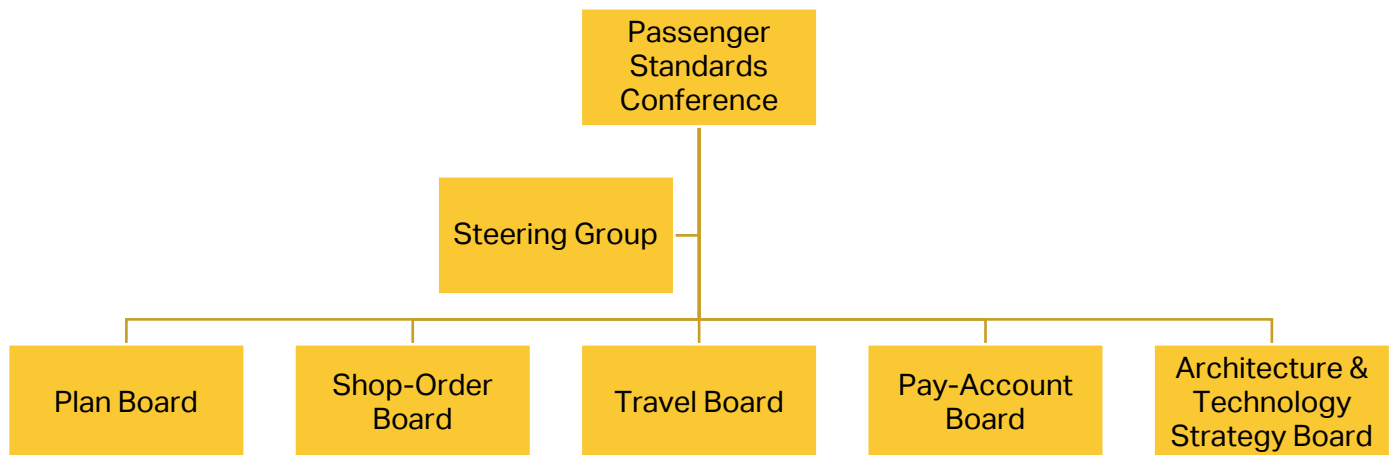 Passenger
Standards
Conference
Steering Group
Plan Board
Shop-Order
Board
Travel Board
Pay-Account
Board
Architecture &
Technology
Strategy Board